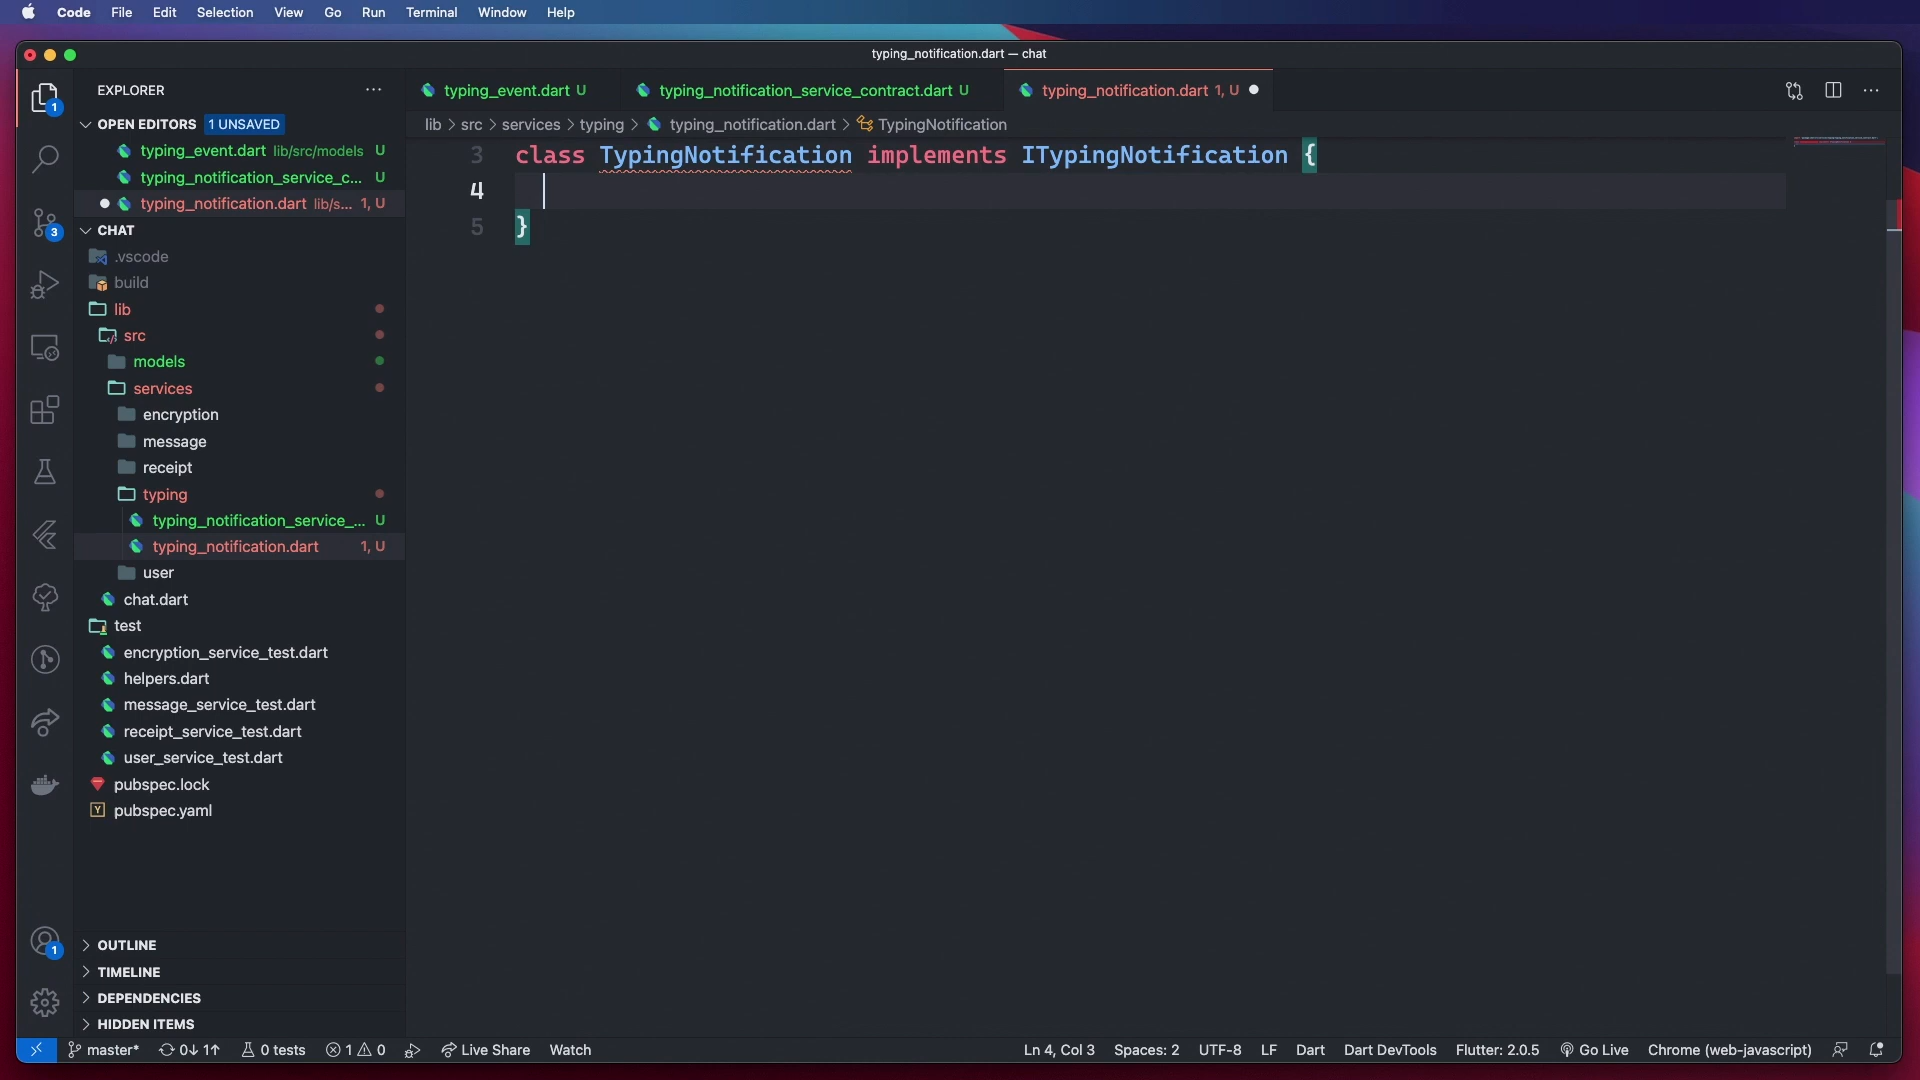 Code File Edit Selection View Go Run Terminal Window Help
typing_notification.dart — chat
EXPLORER
OPEN EDITORS 1 UNSAVED
typing_event.dart lib/src/models U
typing_notification_service_c... U
typing_notification.dart lib/s... 1, U
CHAT
.vscode
build
lib
src
models
services
encryption
message
receipt
typing
typing_notification_service_... U
typing_notification.dart 1, U
user
chat.dart
test
encryption_service_test.dart
helpers.dart
message_service_test.dart
receipt_service_test.dart
user_service_test.dart
pubspec.lock
Y pubspec.yaml
OUTLINE
TIMELINE
DEPENDENCIES
HIDDEN ITEMS
1
3
1
typing_event.dart U typing_notification_service_contract.dart U typing_notification.dart 1, U
lib > src > services > typing > typing_notification.dart > TypingNotification
3 class TypingNotification implements ITypingNotification {
4
5 }
master* 0↓ 1↑ 0 tests 1 0 Live Share Watch Ln 4, Col 3 Spaces: 2 UTF-8 LF Dart Dart DevTools Flutter: 2.0.5 Go Live Chrome (web-javascript)